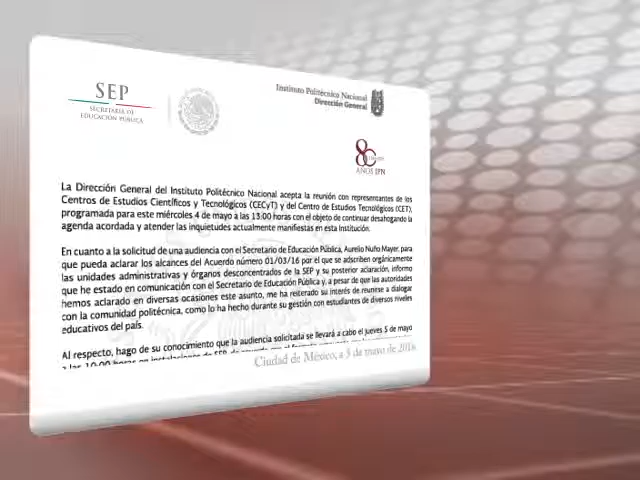 SEP
SECRETARÍA DE
EDUCACIÓN PÚBLICA
Instituto Politécnico Nacional
Dirección General
80
AÑOS IPN
La Dirección General del Instituto Politécnico Nacional acepta la reunión con representantes de los
Centros de Estudios Científicos y Tecnológicos (CECyT) y del Centro de Estudios Tecnológicos (CET),
programada para este miércoles 4 de mayo a las 13:00 horas con el objeto de continuar desahogando la
agenda acordada y atender las inquietudes actualmente manifiestas en esta Institución.
En cuanto a la solicitud de una audiencia con el Secretario de Educación Pública, Aurelio Nuño Mayer, para
que pueda aclarar los alcances del Acuerdo número 01/03/16 por el que se adscriben orgánicamente
las unidades administrativas y órganos desconcentrados de la SEP y su posterior aclaración, informo
que he estado en comunicación con el Secretario de Educación Pública y, a pesar de que las autoridades
hemos aclarado en diversas ocasiones este asunto, me ha reiterado su interés de reunirse a dialogar
con la comunidad politécnica, como lo ha hecho durante su gestión con estudiantes de diversos niveles
educativos del país.
Al respecto, hago de su conocimiento que la audiencia solicitada se llevará a cabo el jueves 5 de mayo
a las 10:00 horas en instalaciones de SEP
Ciudad de México, a 3 de mayo de 2016